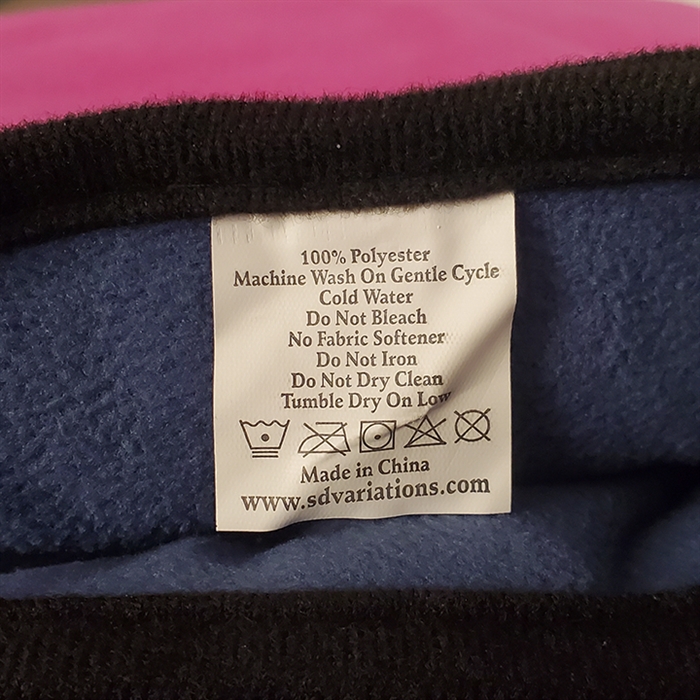 100% Polyester
Machine Wash On Gentle Cycle
Cold Water
Do Not Bleach
No Fabric Softener
Do Not Iron
Do Not Dry Clean
Tumble Dry On Low
Made in China
www.sdvariations.com